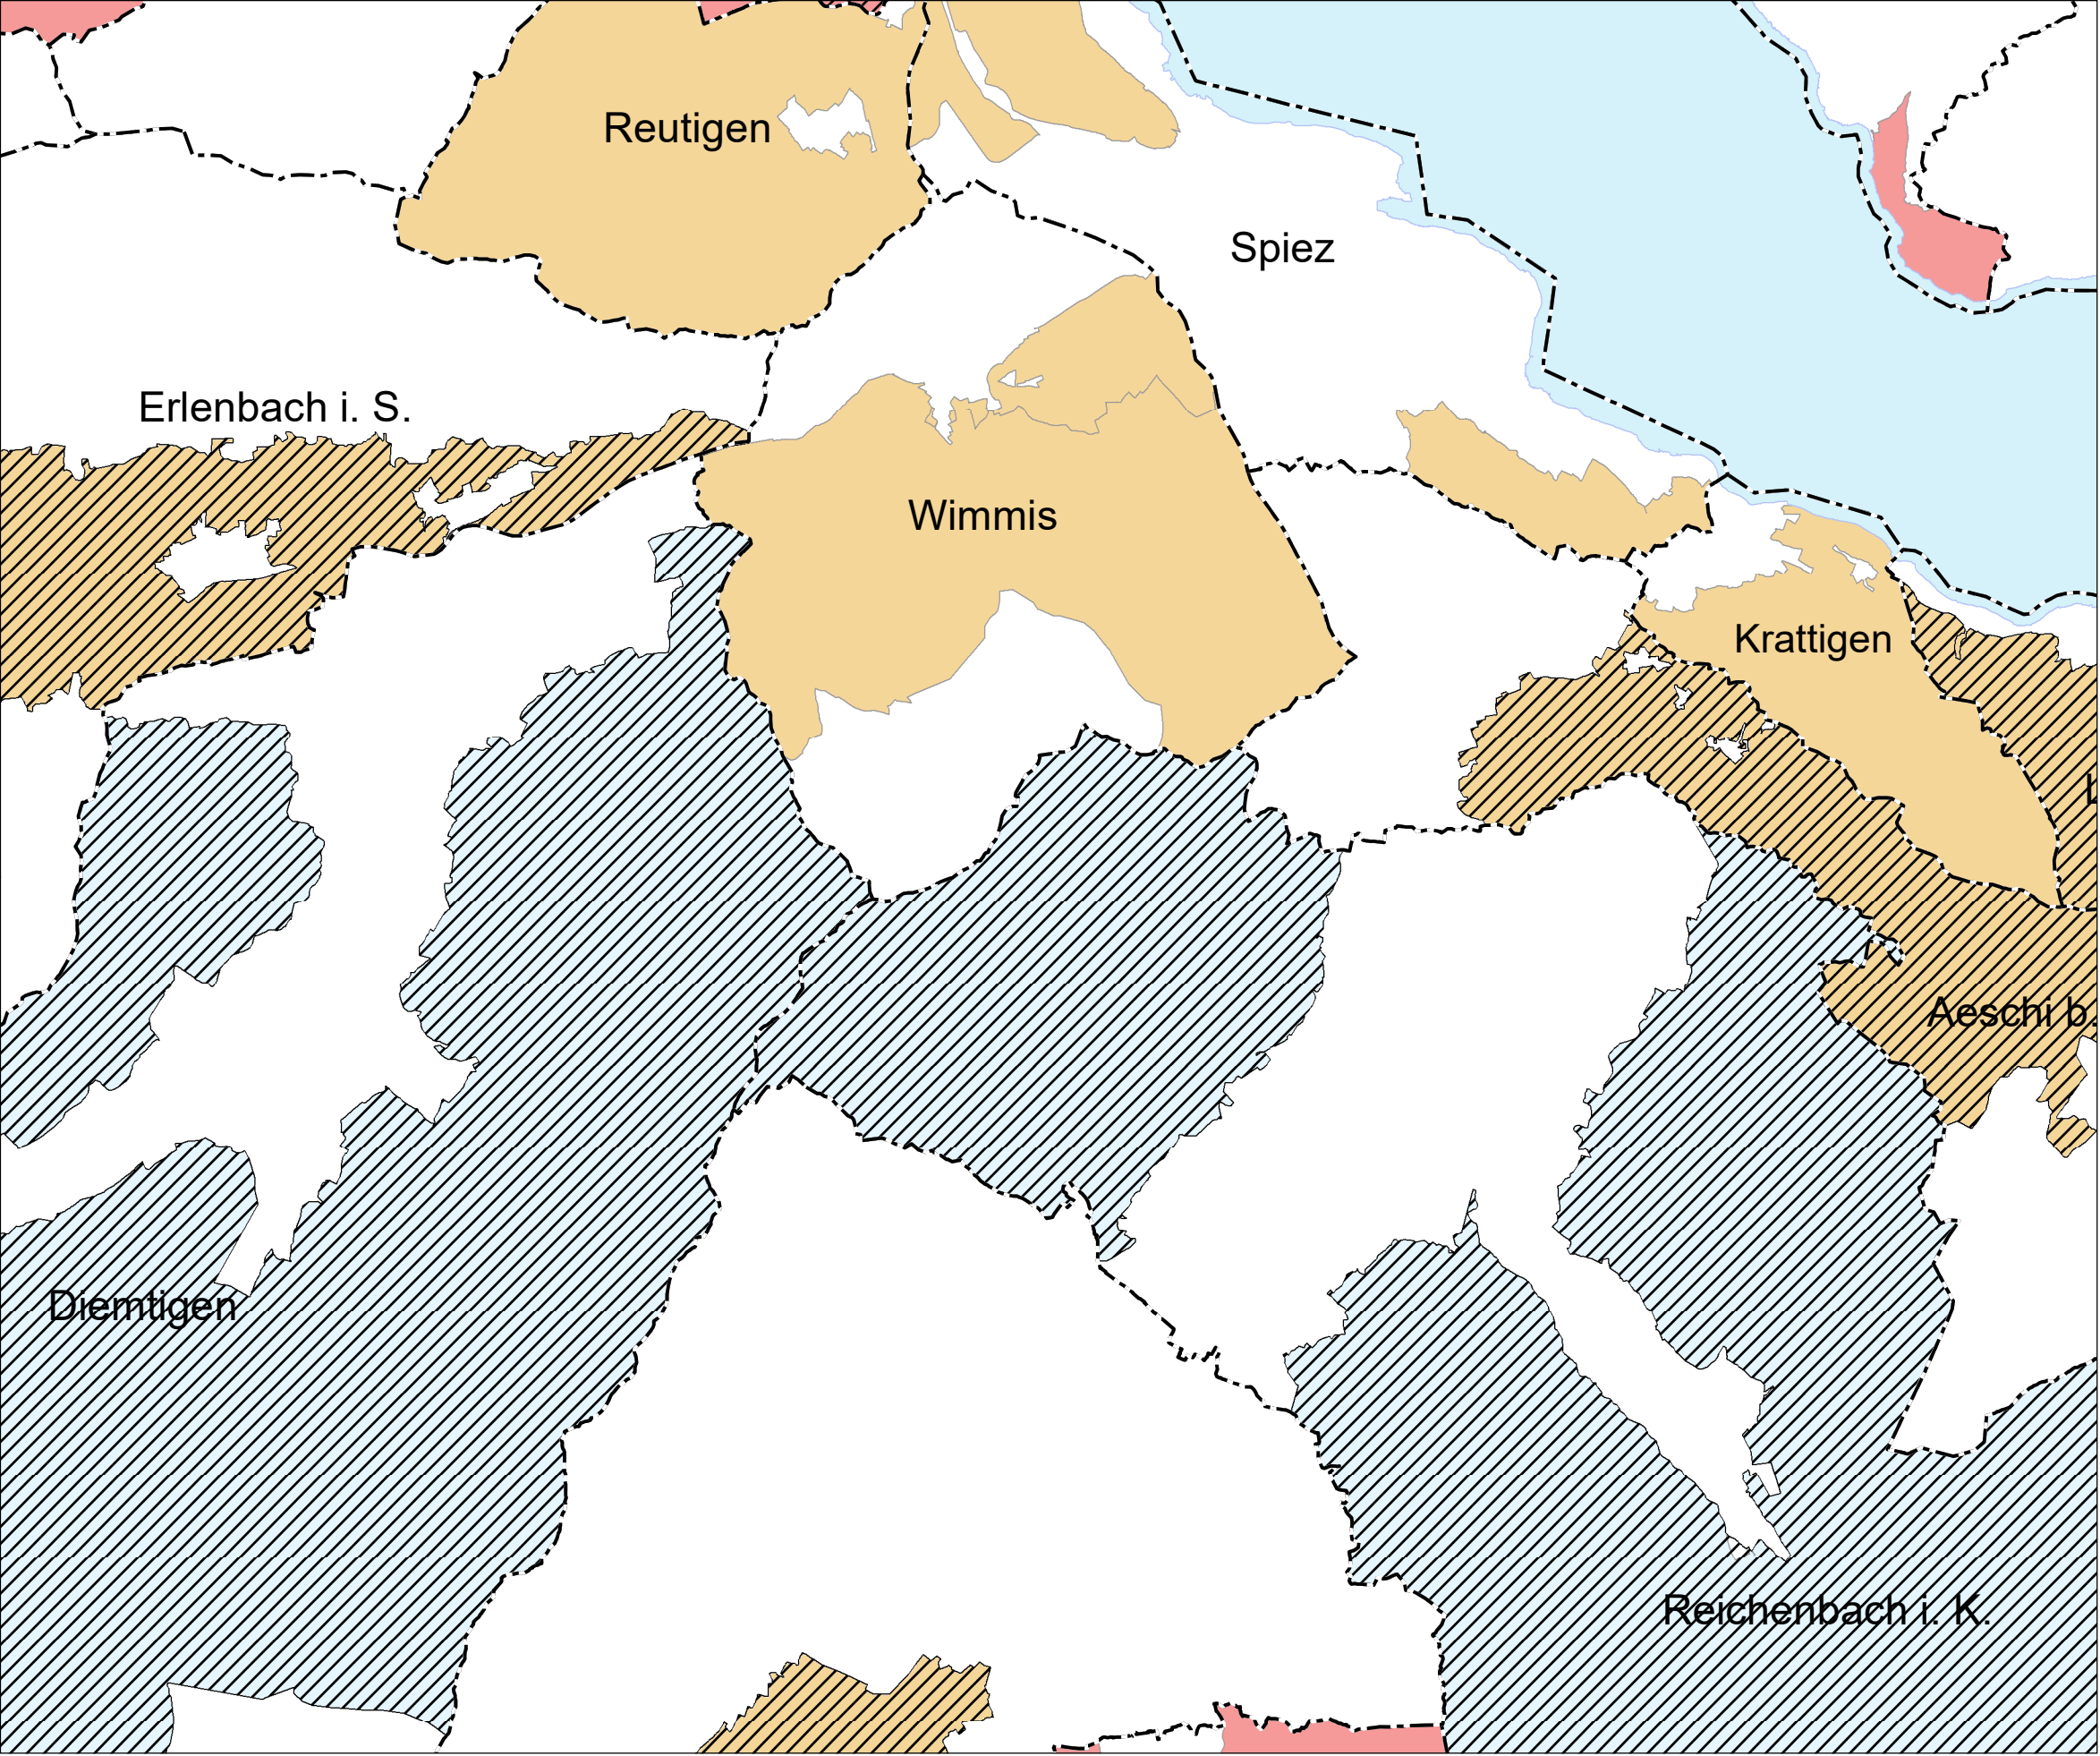 Reutigen
Spiez
Erlenbach i. S.
Wimmis
Krattigen
Aeschi b.
Diemtigen
Reichenbach i. K.